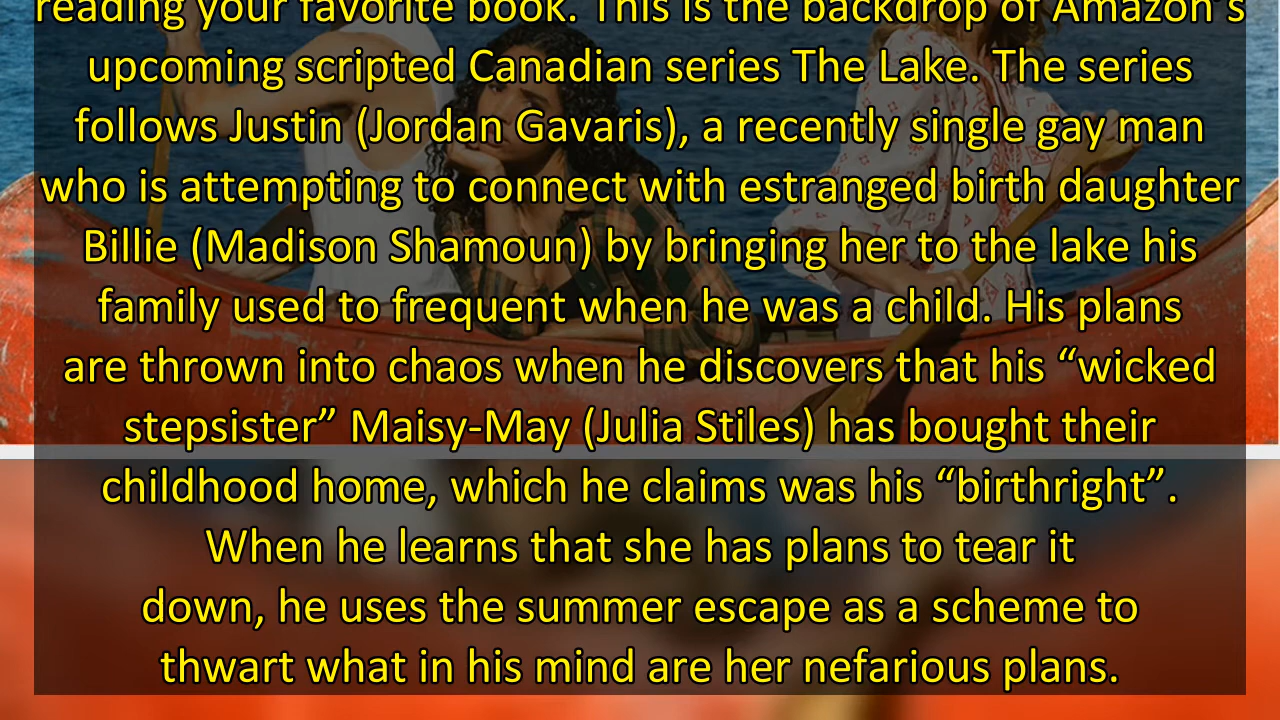 reading your favorite book. This is the backdrop of Amazon’s
upcoming scripted Canadian series The Lake. The series
follows Justin (Jordan Gavaris), a recently single gay man
who is attempting to connect with estranged birth daughter
Billie (Madison Shamoun) by bringing her to the lake his
family used to frequent when he was a child. His plans
are thrown into chaos when he discovers that his “wicked
stepsister” Maisy-May (Julia Stiles) has bought their
childhood home, which he claims was his “birthright”.
When he learns that she has plans to tear it
down, he uses the summer escape as a scheme to
thwart what in his mind are her nefarious plans.